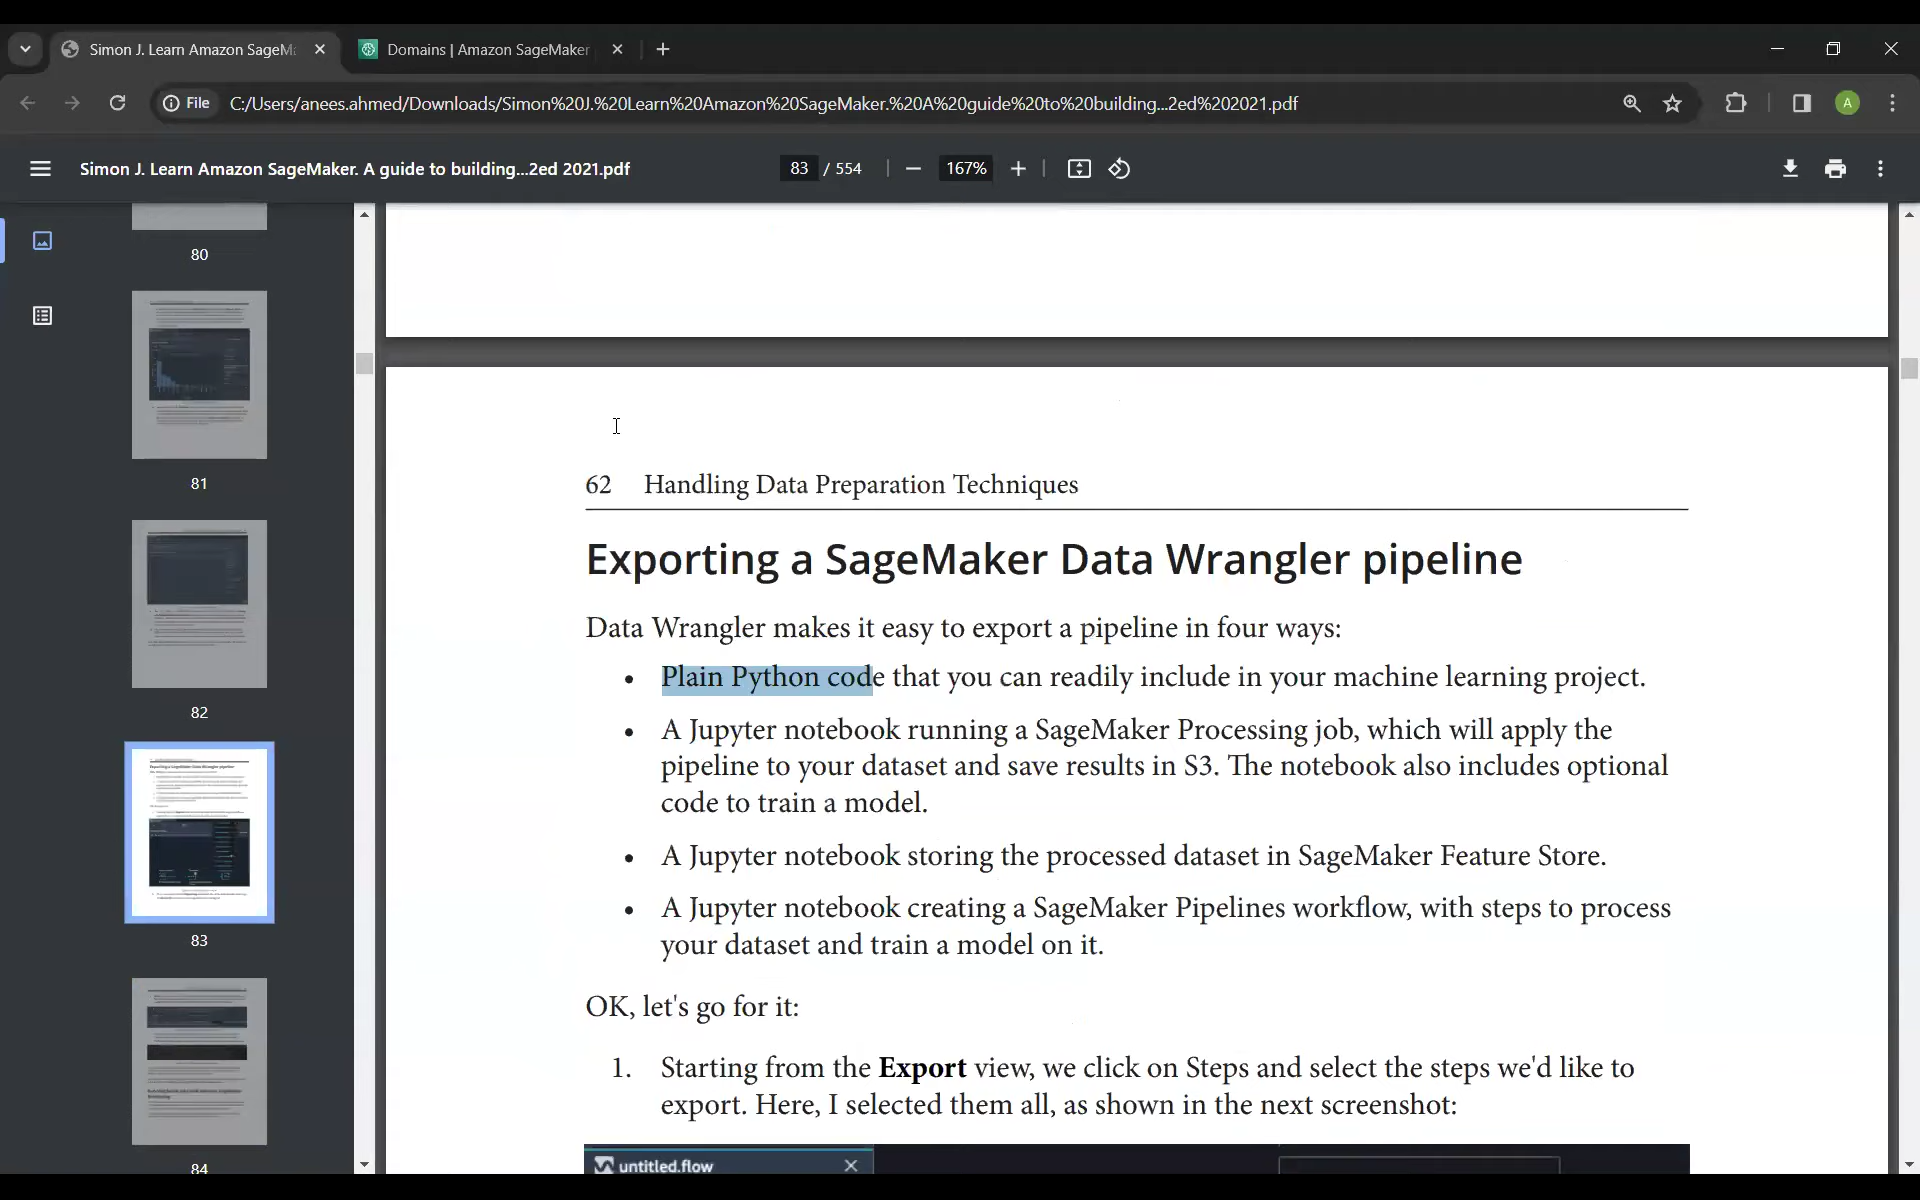 Simon J. Learn Amazon SageMa
Domains | Amazon SageMaker
File
C:/Users/anees.ahmed/Downloads/Simon%20J.%20Learn%20Amazon%20SageMaker.%20A%20guide%20to%20building...2ed%202021.pdf
A
Simon J. Learn Amazon SageMaker. A guide to building...2ed 2021.pdf
83 / 554
167%
80
81
82
83
84
62 Handling Data Preparation Techniques
Exporting a SageMaker Data Wrangler pipeline
Data Wrangler makes it easy to export a pipeline in four ways:
• Plain Python code that you can readily include in your machine learning project.
• A Jupyter notebook running a SageMaker Processing job, which will apply the
pipeline to your dataset and save results in S3. The notebook also includes optional
code to train a model.
• A Jupyter notebook storing the processed dataset in SageMaker Feature Store.
• A Jupyter notebook creating a SageMaker Pipelines workflow, with steps to process
your dataset and train a model on it.
OK, let's go for it:
1. Starting from the Export view, we click on Steps and select the steps we'd like to
export. Here, I selected them all, as shown in the next screenshot:
untitled.flow